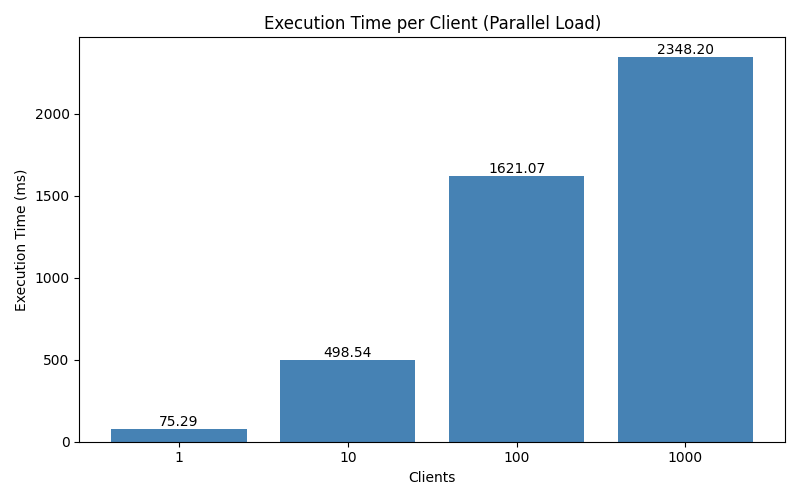 Execution Time per Client (Parallel Load)
2348.20
2000
1621.07
1500
Execution Time (ms)
1000
498.54
500
75.29
0
1 10 100 1000
Clients